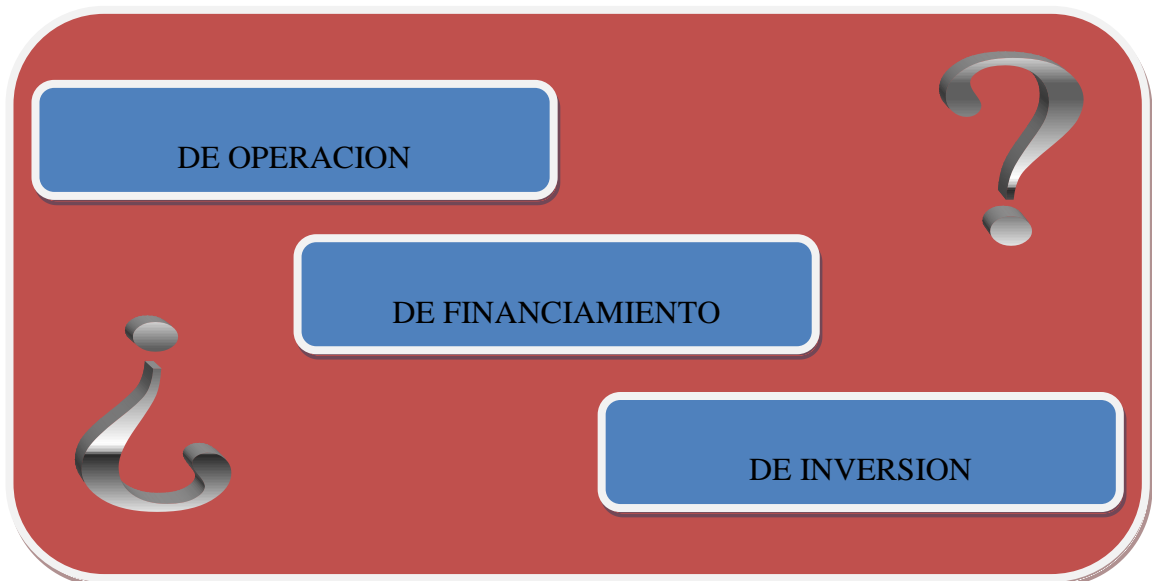 DE OPERACION
?
DE FINANCIAMIENTO
¿
DE INVERSION